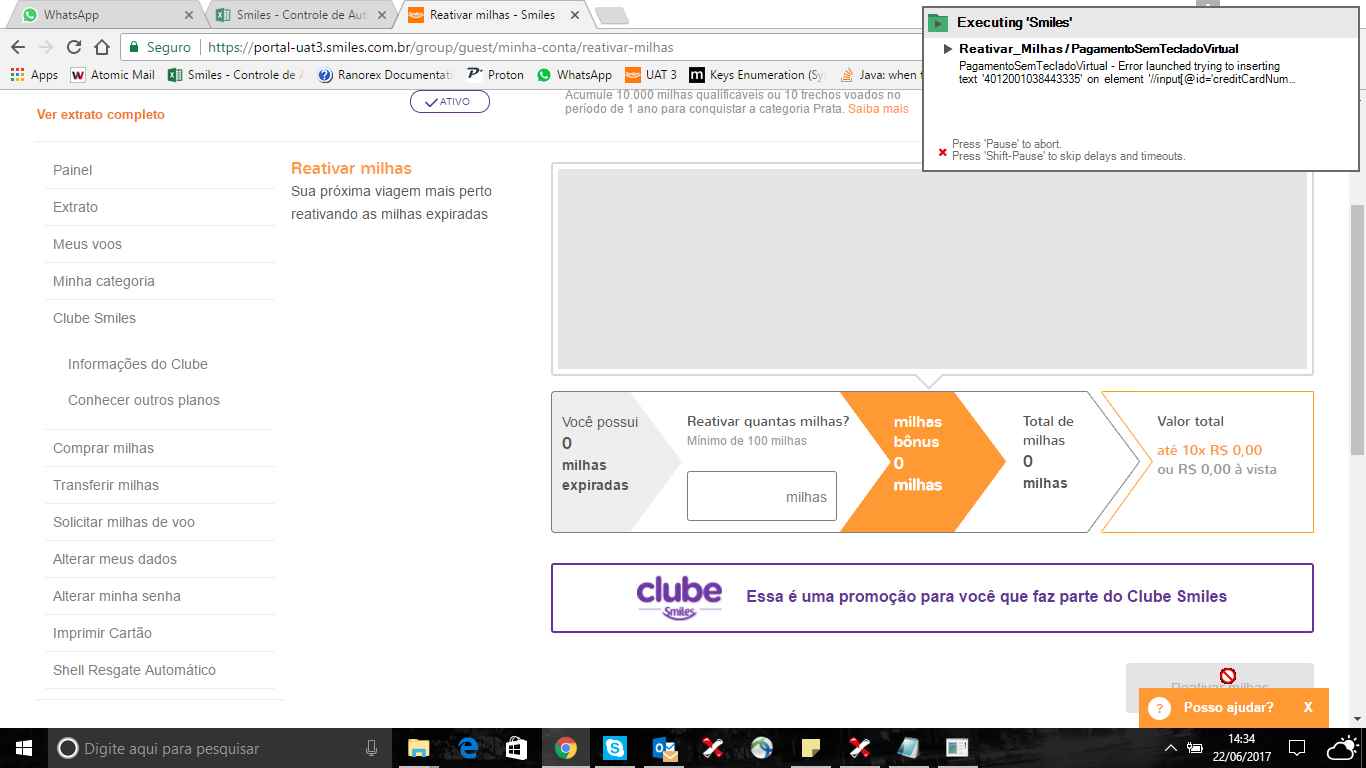 WhatsApp
Smiles - Controle de Aut
Reativar milhas - Smiles
Seguro
https://portal-uat3.smiles.com.br/group/guest/minha-conta/reativar-milhas
Apps
Atomic Mail
Smiles - Controle de A
Ranorex Documentat
Proton
WhatsApp
UAT 3
Keys Enumeration (Sy
Java: when t
Executing 'Smiles'
Reativar_Milhas / PagamentoSemTecladoVirtual
PagamentoSemTecladoVirtual - Error launched trying to inserting
text '4012001038443335' on element '//input[@id='creditCardNum...
Press 'Pause' to abort.
Press 'Shift-Pause' to skip delays and timeouts.
Ver extrato completo
ATIVO
Acumule 10.000 milhas qualificáveis ou 10 trechos voados no
período de 1 ano para conquistar a categoria Prata. Saiba mais
Painel
Extrato
Meus voos
Minha categoria
Clube Smiles
Informações do Clube
Conhecer outros planos
Comprar milhas
Transferir milhas
Solicitar milhas de voo
Alterar meus dados
Alterar minha senha
Imprimir Cartão
Shell Resgate Automático
Reativar milhas
Sua próxima viagem mais perto
reativando as milhas expiradas
Você possui
0
milhas
expiradas
Reativar quantas milhas?
Mínimo de 100 milhas
milhas
milhas
bônus
0
milhas
Total de
milhas
0
milhas
Valor total
até 10x R$ 0,00
ou R$ 0,00 à vista
clube
Smiles
Essa é uma promoção para você que faz parte do Clube Smiles
Reativar milhas
? Posso ajudar? X
Digite aqui para pesquisar
14:34
22/06/2017